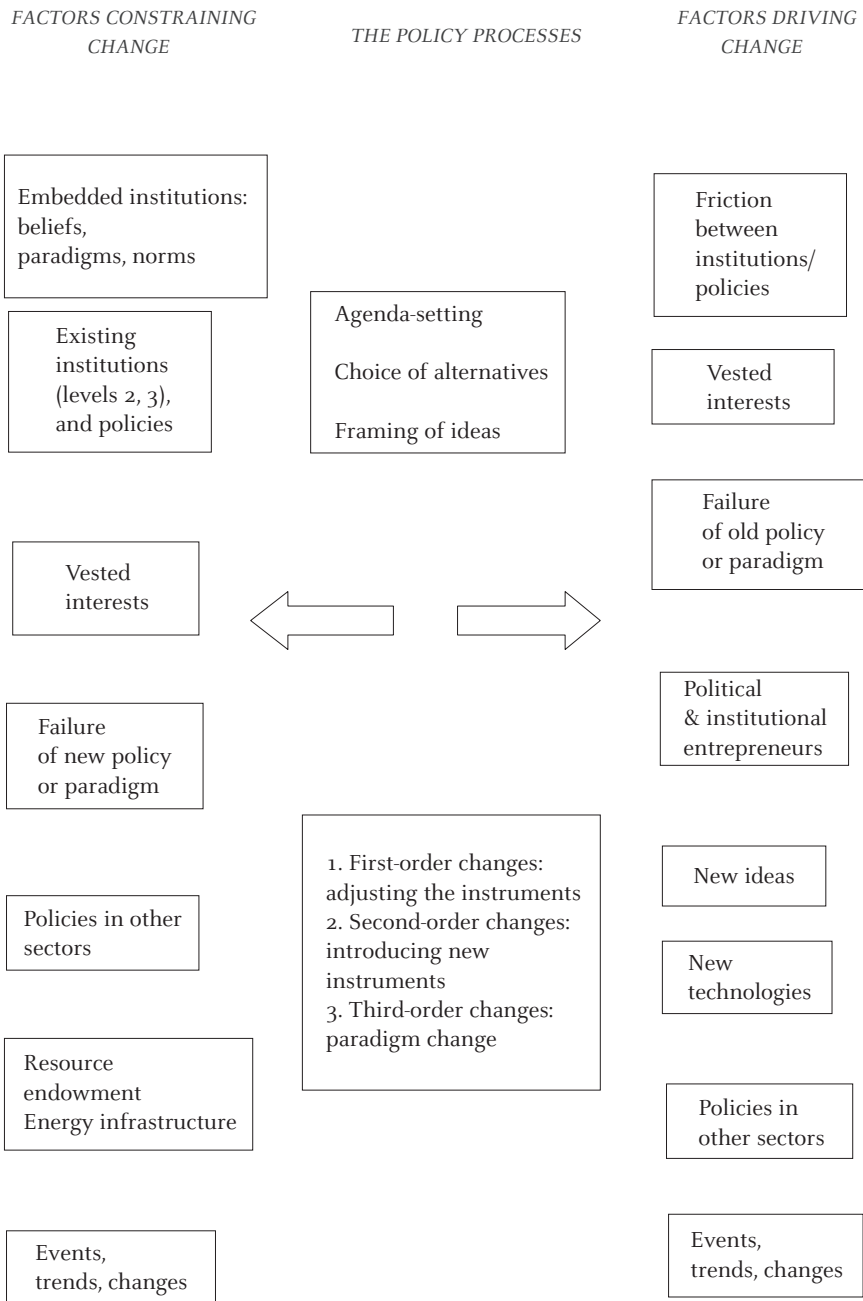 FACTORS CONSTRAINING
CHANGE
THE POLICY PROCESSES
FACTORS DRIVING
CHANGE
Embedded institutions:
beliefs,
paradigms, norms
Existing
institutions
(levels 2, 3),
and policies
Vested
interests
Failure
of new policy
or paradigm
Policies in other
sectors
Resource
endowment
Energy infrastructure
Events,
trends, changes
Agenda-setting
Choice of alternatives
Framing of ideas
1. First-order changes:
adjusting the instruments
2. Second-order changes:
introducing new
instruments
3. Third-order changes:
paradigm change
Friction
between
institutions/
policies
Vested
interests
Failure
of old policy
or paradigm
Political
& institutional
entrepreneurs
New ideas
New
technologies
Policies in
other sectors
Events,
trends, changes